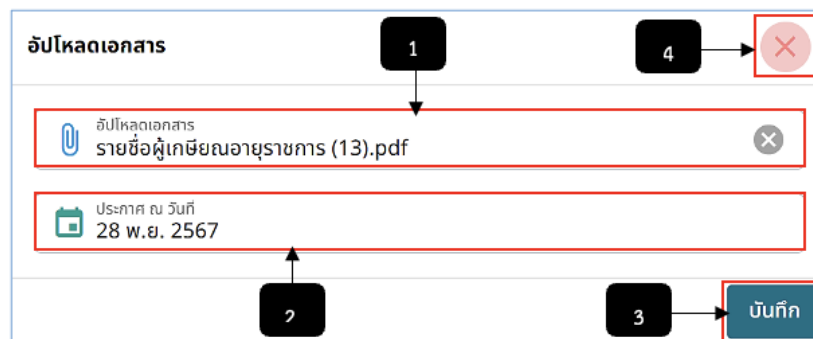 อัปโหลดเอกสาร
1
4
อัปโหลดเอกสาร
รายชื่อผู้เกษียณอายุราชการ (13).pdf
ประกาศ ณ วันที่
28 พ.ย. 2567
2
3
บันทึก